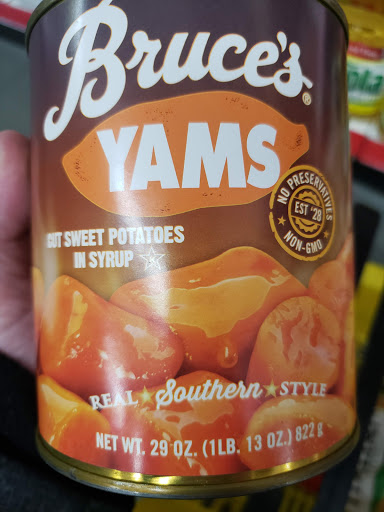 Bruce's®
YAMS
CUT SWEET POTATOES
IN SYRUP
NO PRESERVATIVES
EST '28
NON-GMO
REAL Southern STYLE
NET WT. 29 OZ. (1LB. 13 OZ.) 822 g